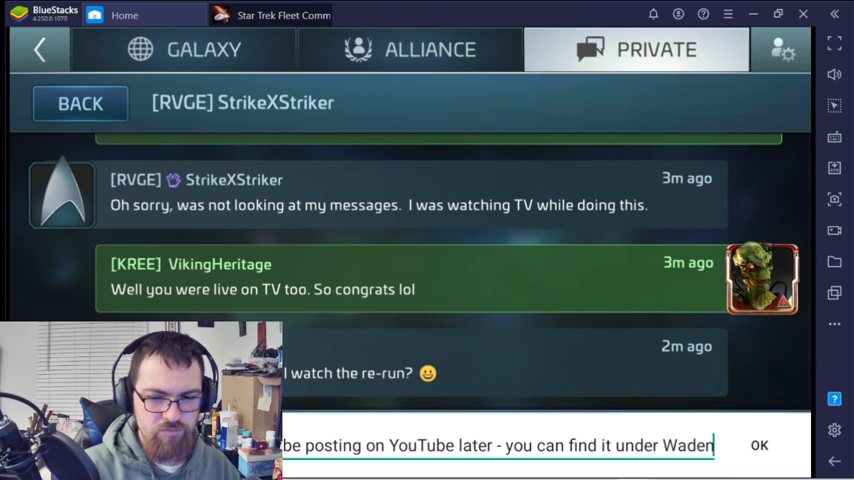 BlueStacks
4.250.0.1070
Home
Star Trek Fleet Comm
GALAXY
ALLIANCE
PRIVATE
BACK
[RVGE] StrikeXStriker
[RVGE] StrikeXStriker
3m ago
Oh sorry, was not looking at my messages. I was watching TV while doing this.
[KREE] VikingHeritage
3m ago
Well you were live on TV too. So congrats lol
2m ago
I watch the re-run? 😀
be posting on YouTube later - you can find it under Waden
OK